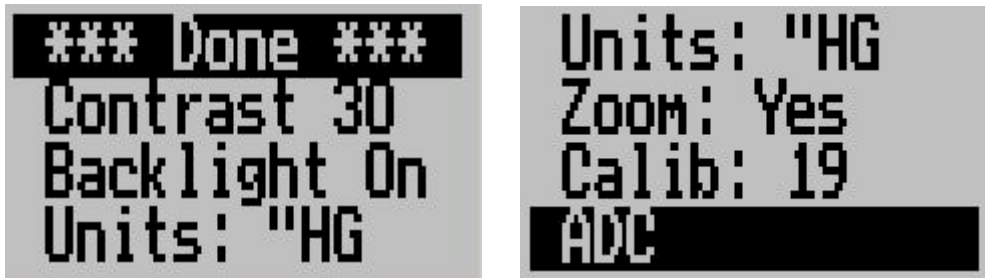 *** Done ***
Contrast 30
Backlight On
Units: "HG
Units: "HG
Zoom: Yes
Calib: 19
ADC